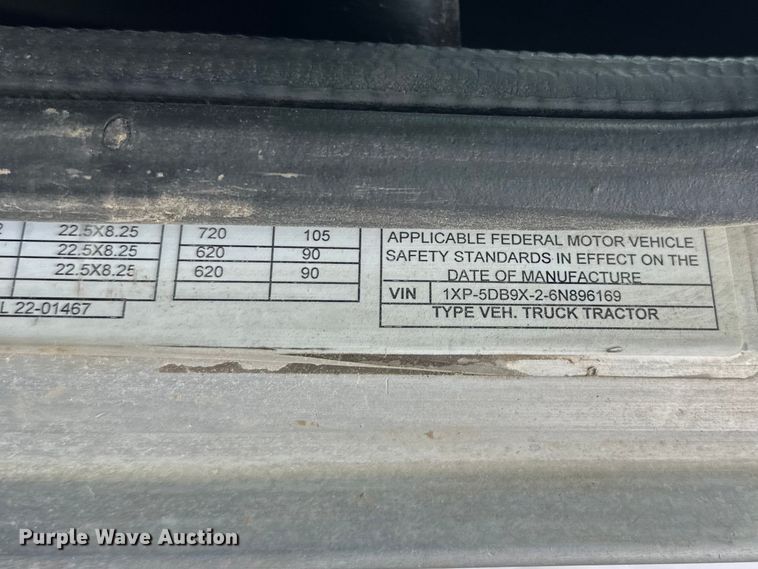 22.5X8.25 720 105
22.5X8.25 620 90
22.5X8.25 620 90
L 22-01467
APPLICABLE FEDERAL MOTOR VEHICLE
SAFETY STANDARDS IN EFFECT ON THE
DATE OF MANUFACTURE
VIN 1XP-5DB9X-2-6N896169
TYPE VEH. TRUCK TRACTOR
Purple Wave Auction